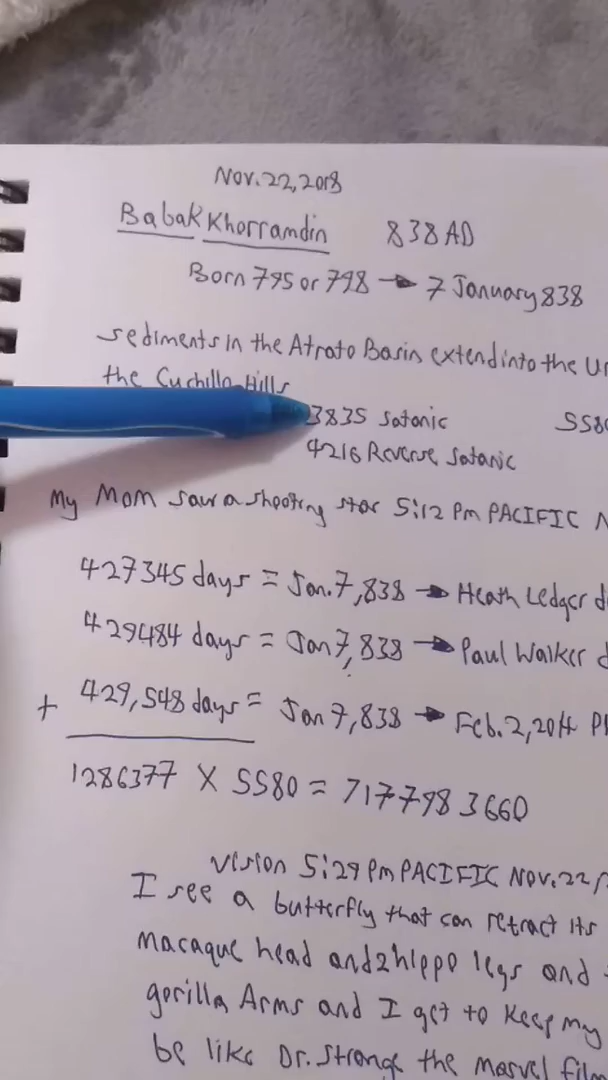 Nov.22,2018
Babak Khorramdin 838 AD
Born 795 or 798 → 7 January 838
sediments in the Atrato Basin extend into the
the Cuchilla Hills
3835 Satanic
4216 Reverse Satanic
My Mom saw a shooting star 5:12 Pm PACIFIC
427345 days = Jan.7,838 → Heath Ledger
429484 days = Jan 7,838 → Paul Walker
+ 429,548 days = Jan 7,838 → Feb.2,2014
1286377 X 5580 = 7177983660
vision 5:29 Pm PACIFIC Nov.22
I see a butterfly that can retract its
macaque head and 2 hippo legs and
gorilla Arms and I get to keep my
be like Dr. Strange the marvel film